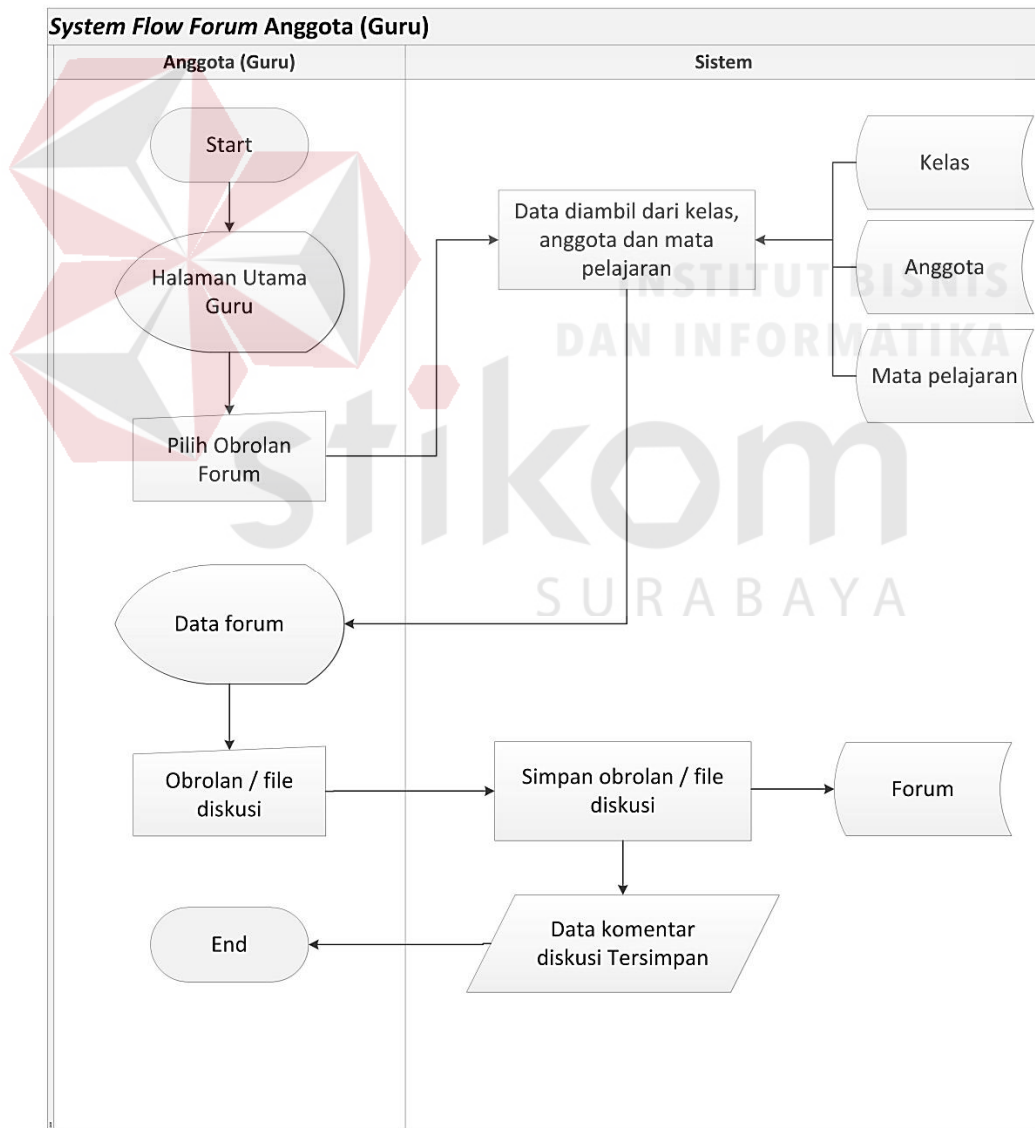 System Flow Forum Anggota (Guru)
Anggota (Guru)
Sistem
Start
Halaman Utama
Guru
Pilih Obrolan
Forum
Data diambil dari kelas,
anggota dan mata
pelajaran
Kelas
Anggota
Mata pelajaran
INSTITUT BISNIS
DAN INFORMATIKA
stikom
SURABAYA
Data forum
Obrolan / file
diskusi
Simpan obrolan / file
diskusi
Forum
Data komentar
diskusi Tersimpan
End